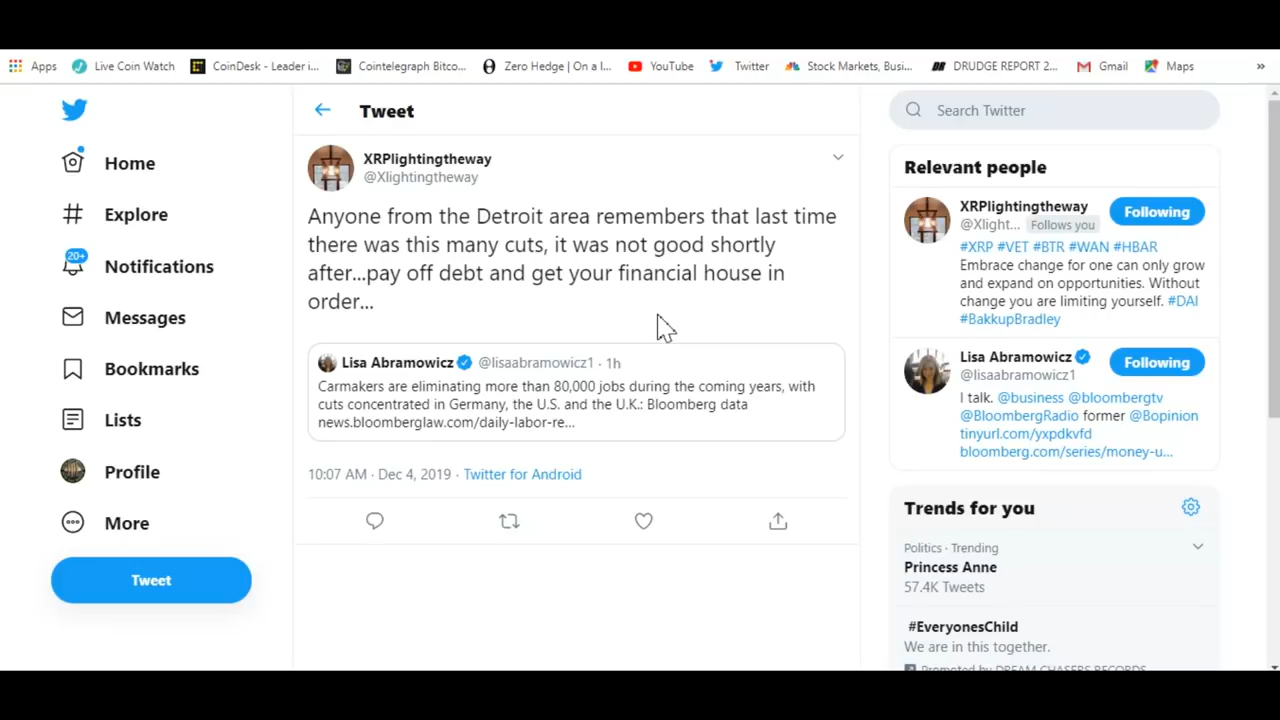 Apps Live Coin Watch CoinDesk - Leader i... Cointelegraph Bitco... Zero Hedge | On a l... YouTube Twitter Stock Markets, Busi... DRUDGE REPORT 2... Gmail Maps »
Home
Explore
20+
Notifications
Messages
Bookmarks
Lists
Profile
More
Tweet
Tweet
XRPlightingtheway
@Xlightingtheway
Anyone from the Detroit area remembers that last time
there was this many cuts, it was not good shortly
after...pay off debt and get your financial house in
order...
Lisa Abramowicz @lisaabramowicz1 · 1h
Carmakers are eliminating more than 80,000 jobs during the coming years, with
cuts concentrated in Germany, the U.S. and the U.K.: Bloomberg data
news.bloomberglaw.com/daily-labor-re...
10:07 AM · Dec 4, 2019 · Twitter for Android
Search Twitter
Relevant people
XRPlightingtheway
@Xlight... Follows you
Following
#XRP #VET #BTR #WAN #HBAR
Embrace change for one can only grow
and expand on opportunities. Without
change you are limiting yourself. #DAI
#BakkupBradley
Lisa Abramowicz
@lisaabramowicz1
Following
I talk. @business @bloombergtv
@BloombergRadio former @Bopinion
tinyurl.com/yxpdkvfd
bloomberg.com/series/money-u...
Trends for you
Politics · Trending
Princess Anne
57.4K Tweets
#EveryonesChild
We are in this together.
Promoted by DREAM CHASERS RECORDS